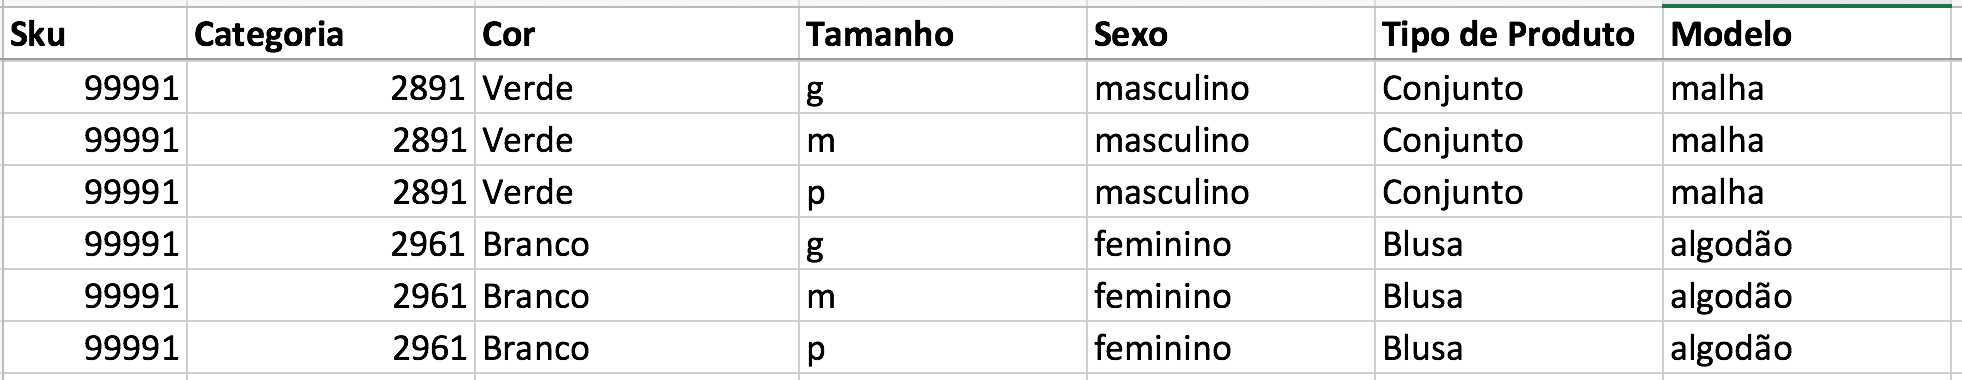 Sku Categoria Cor Tamanho Sexo Tipo de Produto Modelo
99991 2891 Verde g masculino Conjunto malha
99991 2891 Verde m masculino Conjunto malha
99991 2891 Verde p masculino Conjunto malha
99991 2961 Branco g feminino Blusa algodão
99991 2961 Branco m feminino Blusa algodão
99991 2961 Branco p feminino Blusa algodão